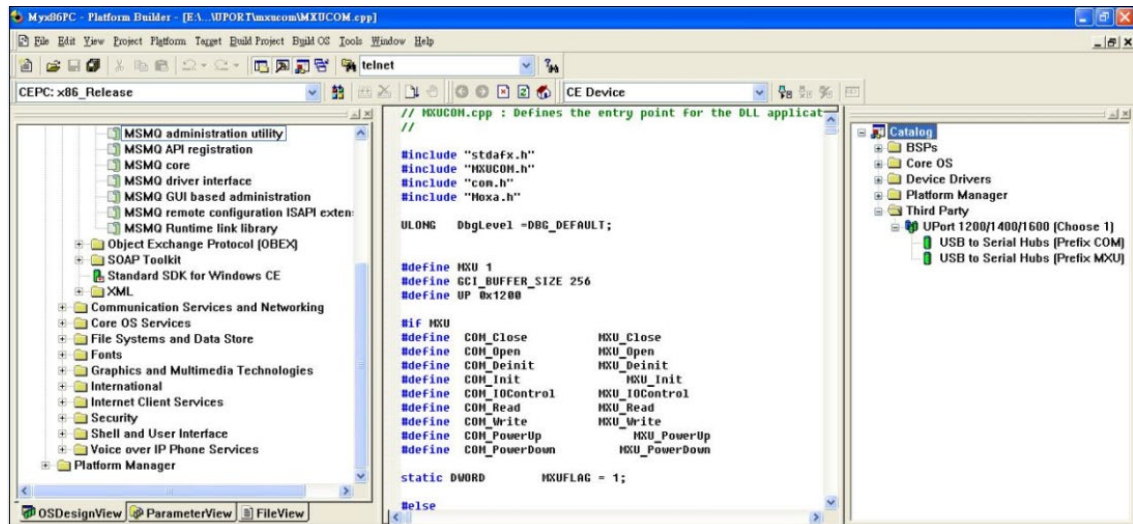 Myx86PC - Platform Builder - [E:\...\UPORT\mxucom\MXUCOM.cpp]
File Edit View Project Platform Target Build Project Build OS Tools Window Help
telnet
CEPC: x86_Release
CE Device
MSMQ administration utility
MSMQ API registration
MSMQ core
MSMQ driver interface
MSMQ GUI based administration
MSMQ remote configuration ISAPI exten
MSMQ Runtime link library
Object Exchange Protocol (OBEX)
SOAP Toolkit
Standard SDK for Windows CE
XML
Communication Services and Networking
Core OS Services
File Systems and Data Store
Fonts
Graphics and Multimedia Technologies
International
Internet Client Services
Security
Shell and User Interface
Voice over IP Phone Services
Platform Manager
OSDesignView ParameterView FileView
// MXUCOM.cpp : Defines the entry point for the DLL applicat
//
#include "stdafx.h"
#include "MXUCOM.h"
#include "com.h"
#include "Moxa.h"
ULONG DbgLevel =DBG_DEFAULT;
#define MXU 1
#define GCI_BUFFER_SIZE 256
#define UP 0x1200
#if MXU
#define COM_Close MXU_Close
#define COM_Open MXU_Open
#define COM_Deinit MXU_Deinit
#define COM_Init MXU_Init
#define COM_IOControl MXU_IOControl
#define COM_Read MXU_Read
#define COM_Write MXU_Write
#define COM_PowerUp MXU_PowerUp
#define COM_PowerDown MXU_PowerDown
static DWORD MXUFLAG = 1;
#else
Catalog
BSPs
Core OS
Device Drivers
Platform Manager
Third Party
UPort 1200/1400/1600 (Choose 1)
USB to Serial Hubs (Prefix COM)
USB to Serial Hubs (Prefix MXU)